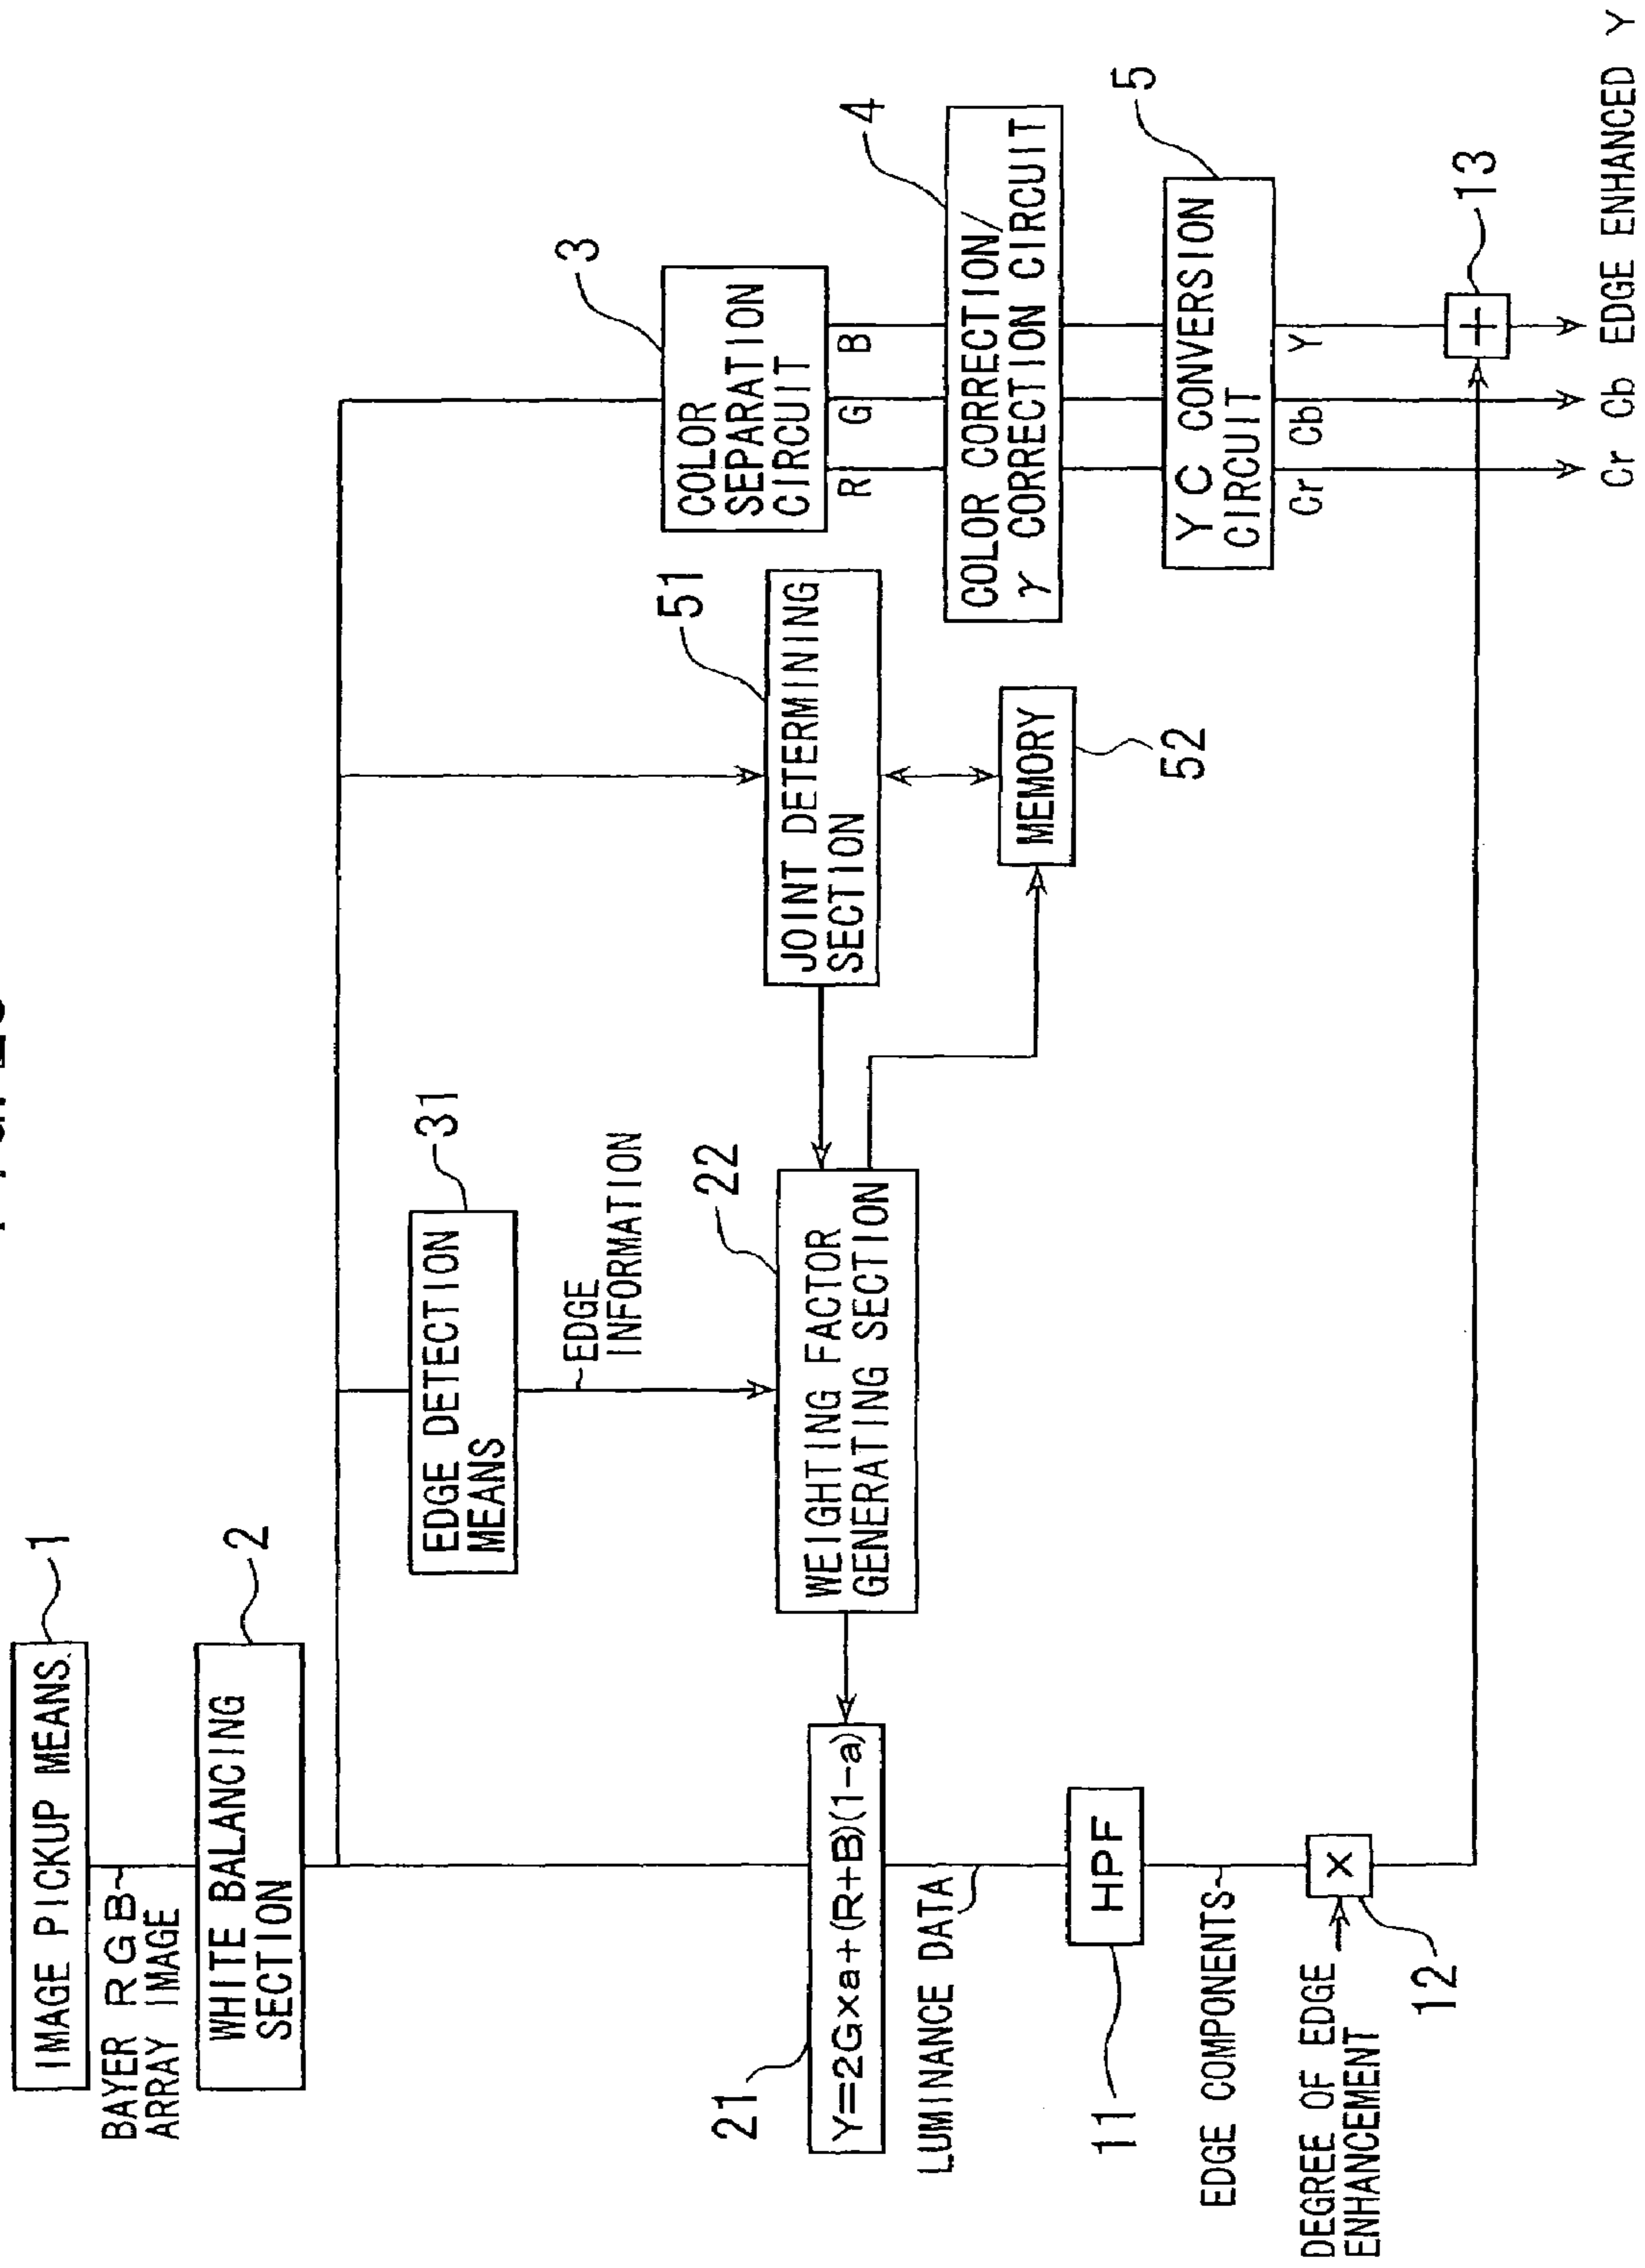 IMAGE PICKUP MEANS
1
BAYER RGB
ARRAY IMAGE
WHITE BALANCING
SECTION
2
EDGE DETECTION
MEANS
31
EDGE
INFORMATION
COLOR
SEPARATION
CIRCUIT
3
R
G
B
JOINT DETERMINING
SECTION
51
MEMORY
52
WEIGHTING FACTOR
GENERATING SECTION
22
Y=2G×a+(R+B)(1-a)
21
COLOR CORRECTION/
γ CORRECTION CIRCUIT
4
LUMINANCE DATA
HPF
11
Y C CONVERSION
CIRCUIT
5
Cr
Cb
Y
EDGE COMPONENTS
DEGREE OF EDGE
ENHANCEMENT
×
12
+
13
Cr Cb EDGE ENHANCED Y